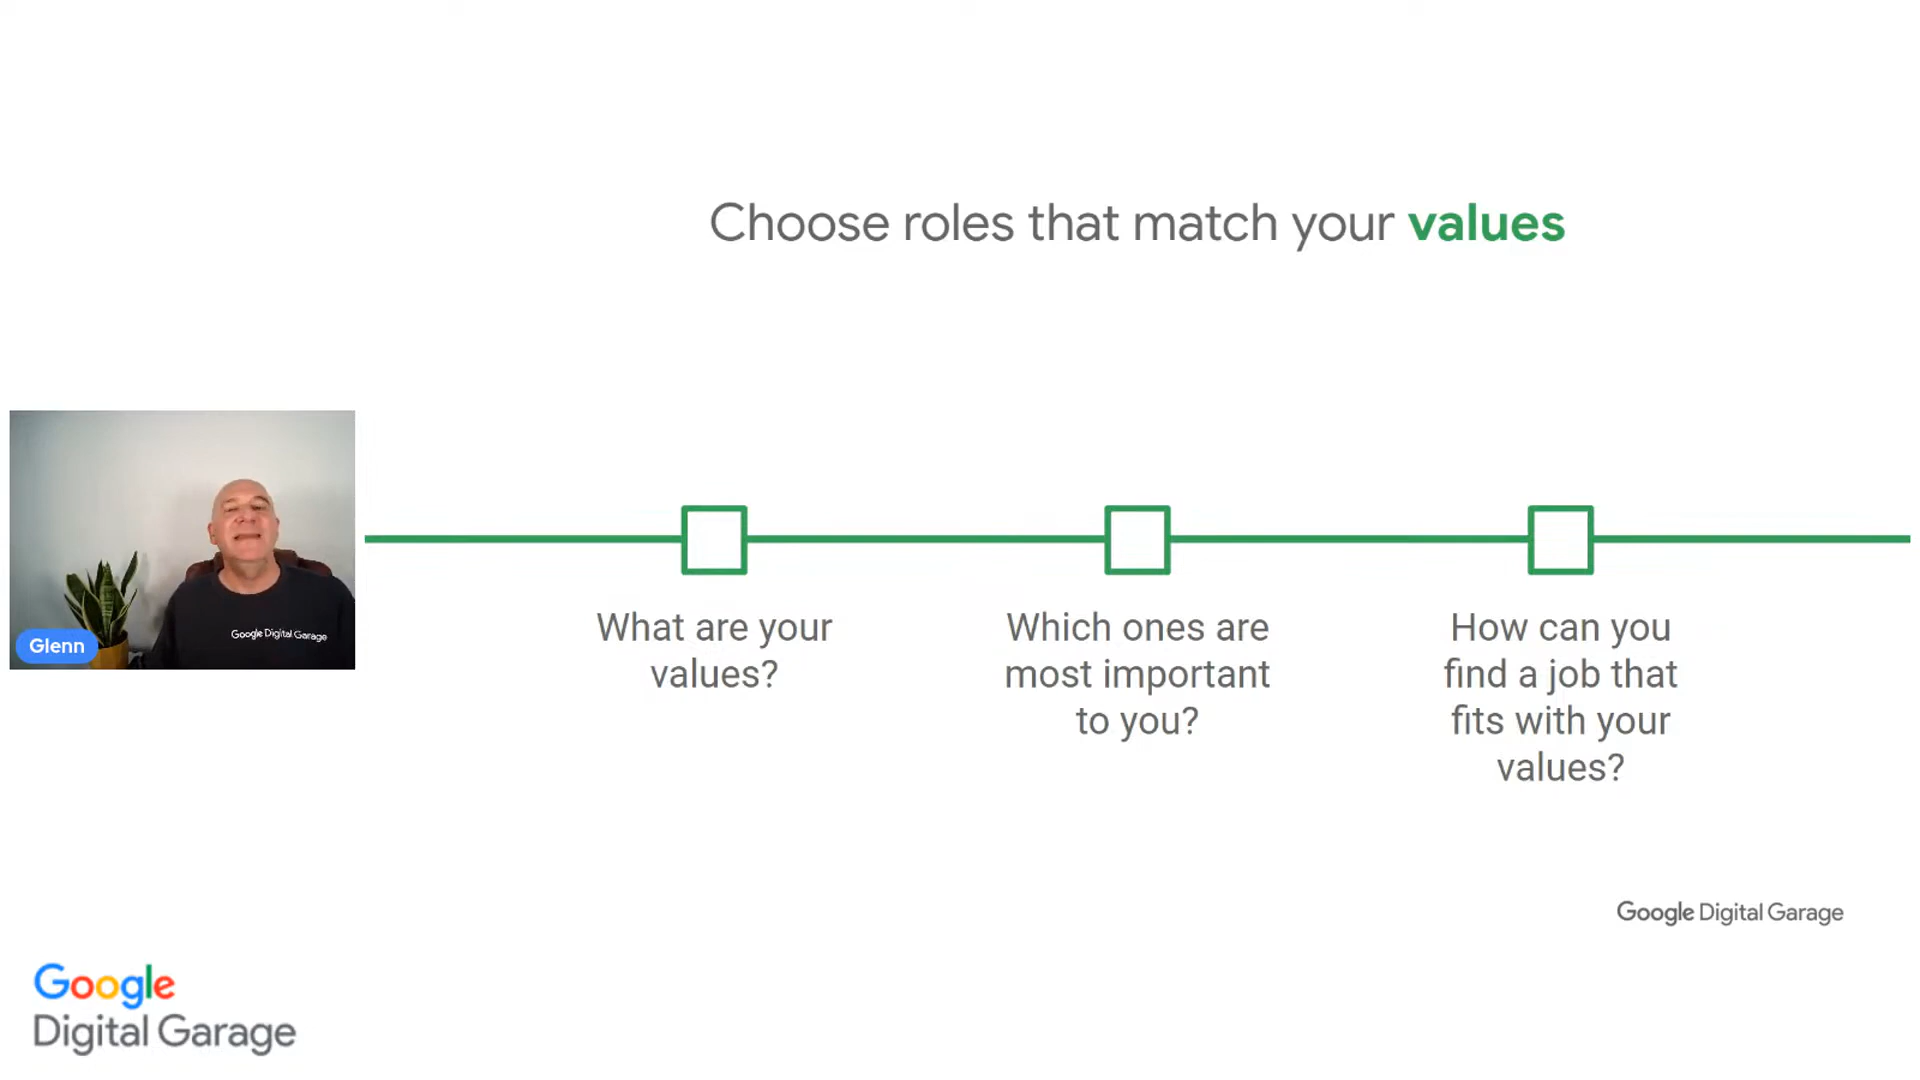 Choose roles that match your values
Glenn
Google Digital Garage
What are your
values?
Which ones are
most important
to you?
How can you
find a job that
fits with your
values?
Google Digital Garage
Google
Digital Garage